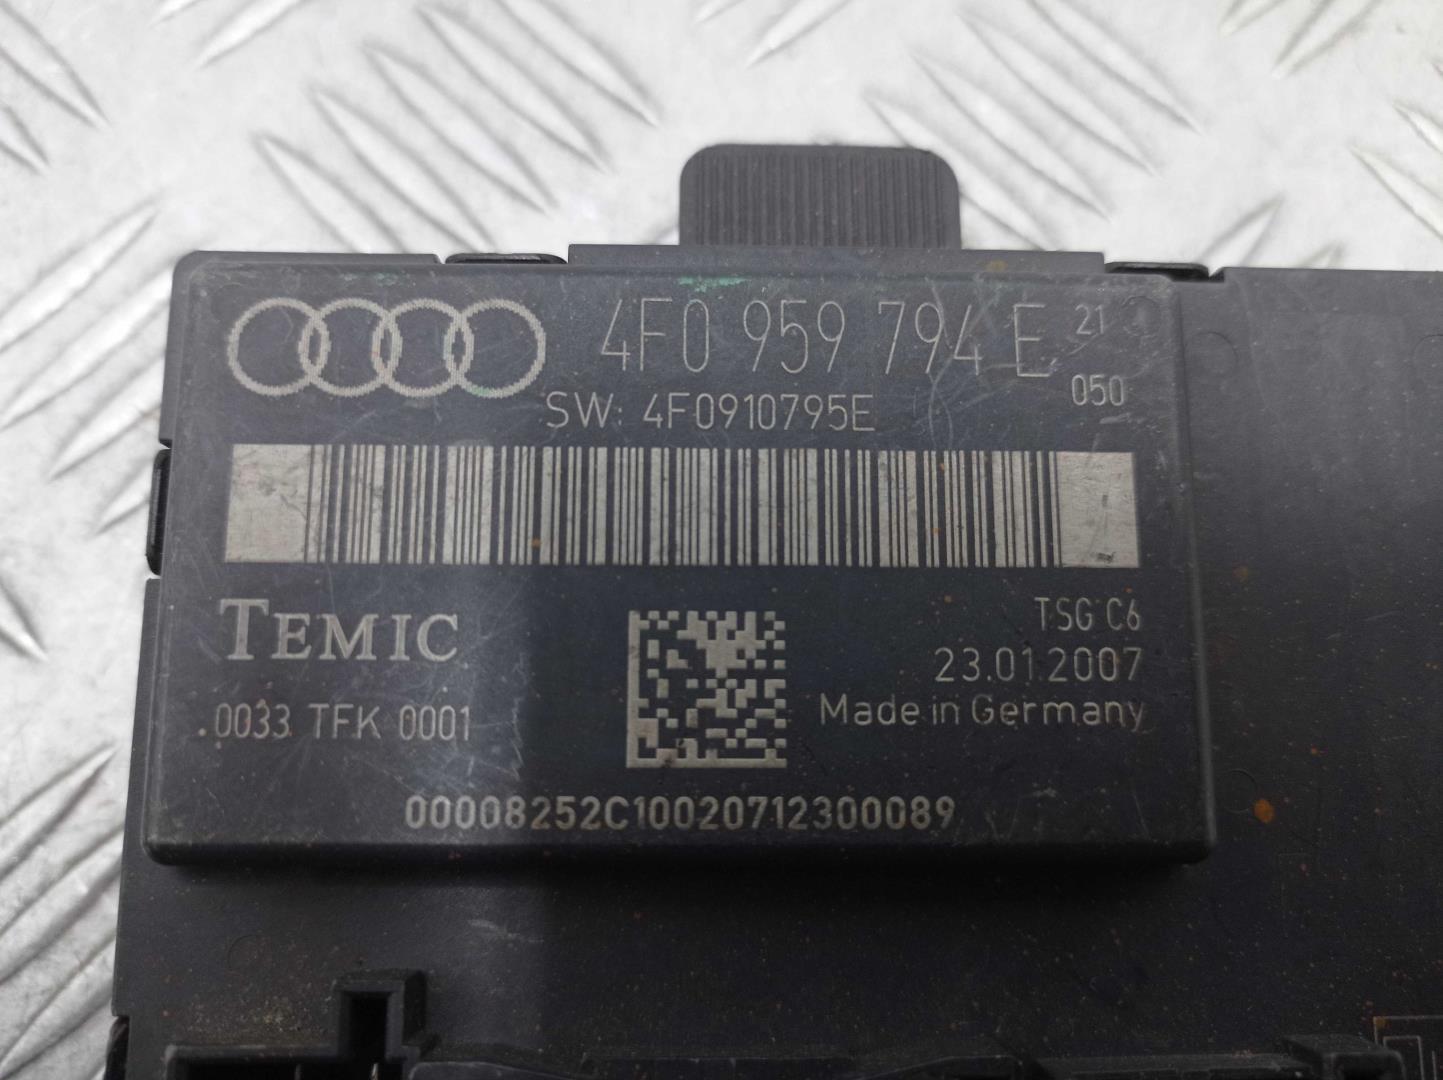 4F0 959 794 E 21
050
SW: 4F0910795E
TEMIC
TSG C6
23.01.2007
Made in Germany
.0033 TFK 0001
00008252C10020712300089